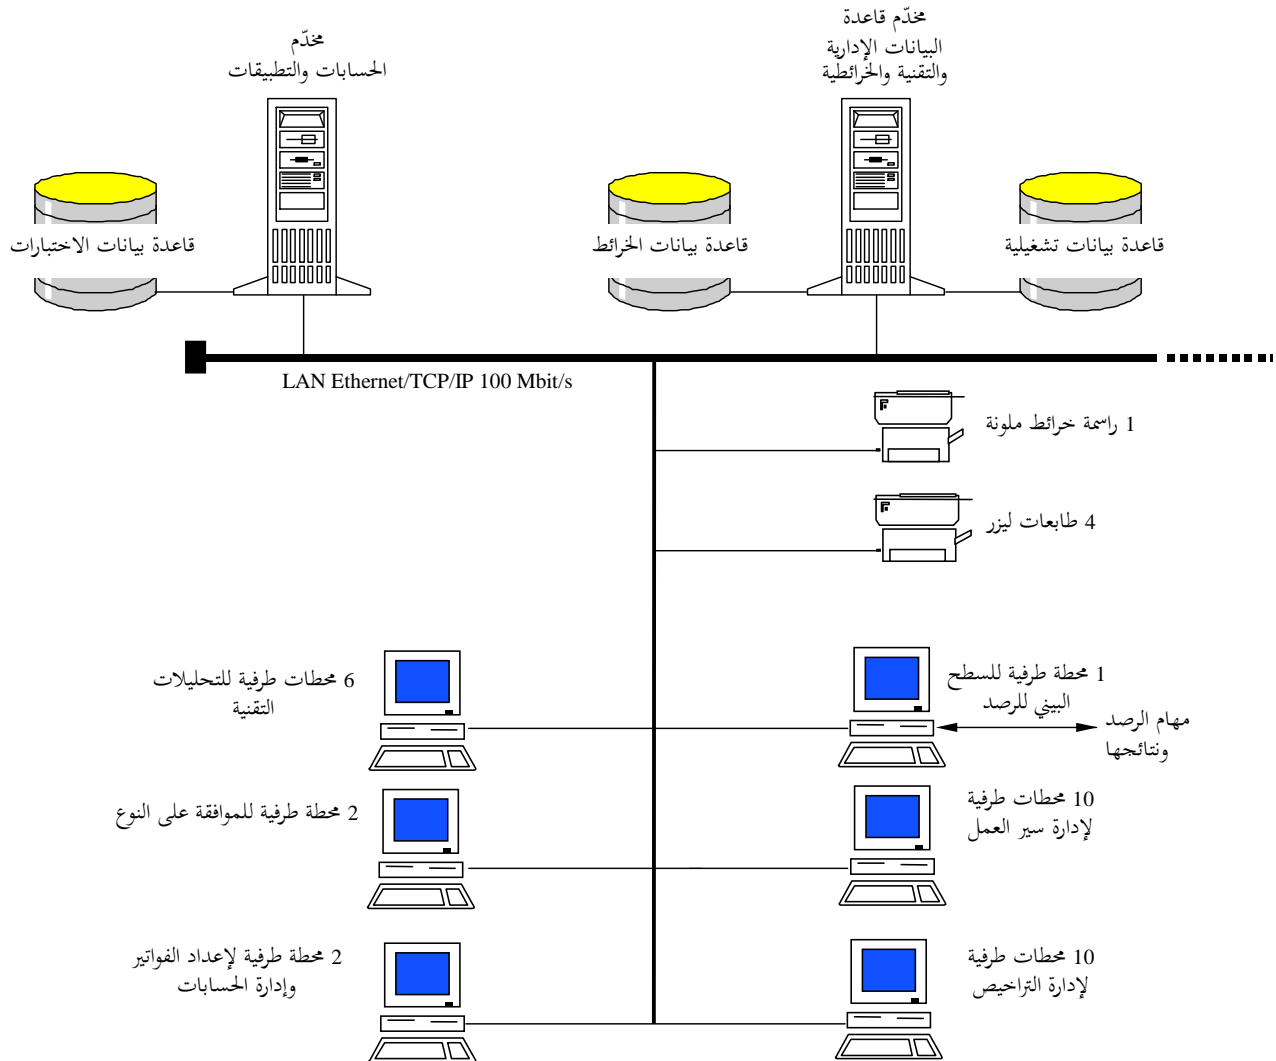 مخدّم قاعدة
البيانات الإدارية
والتقنية والخرائطية
مخدّم
الحسابات والتطبيقات
قاعدة بيانات تشغيلية
قاعدة بيانات الخرائط
قاعدة بيانات الاختبارات
LAN Ethernet/TCP/IP 100 Mbit/s
1 راسمة خرائط ملونة
4 طابعات ليزر
1 محطة طرفية للسطح
البيني للرصد
مهام الرصد
ونتائجها
6 محطات طرفية للتحليلات
التقنية
10 محطات طرفية
لإدارة سير العمل
2 محطة طرفية للموافقة على النوع
10 محطات طرفية
لإدارة التراخيص
2 محطة طرفية لإعداد الفواتير
وإدارة الحسابات